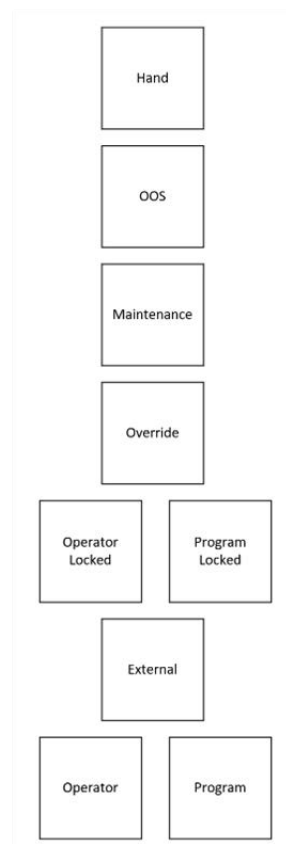 Hand
OOS
Maintenance
Override
Operator
Locked
Program
Locked
External
Operator
Program